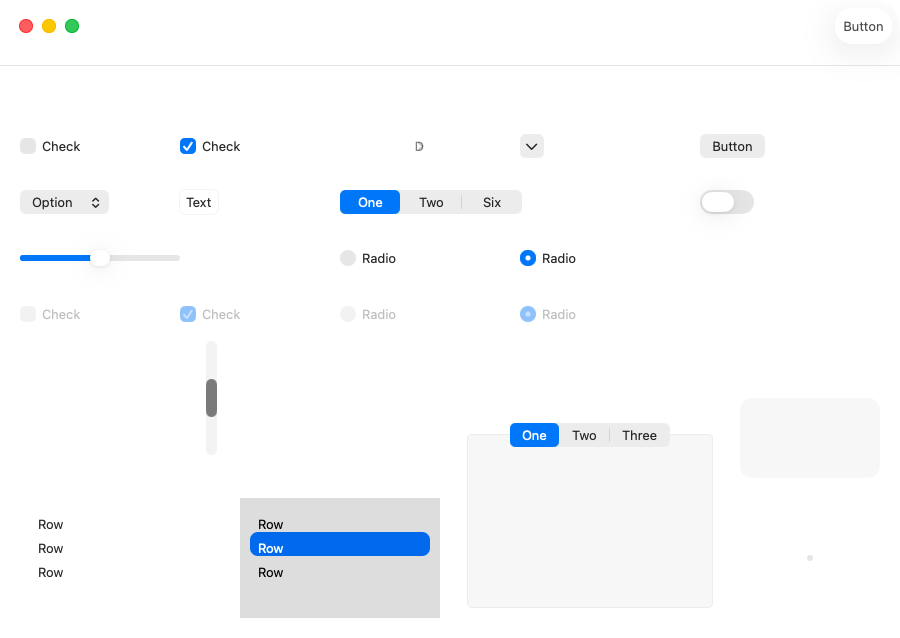 Button
Check
Check
D
Button
Option
Text
One
Two
Six
Radio
Radio
Check
Check
Radio
Radio
One
Two
Three
Row
Row
Row
Row
Row
Row